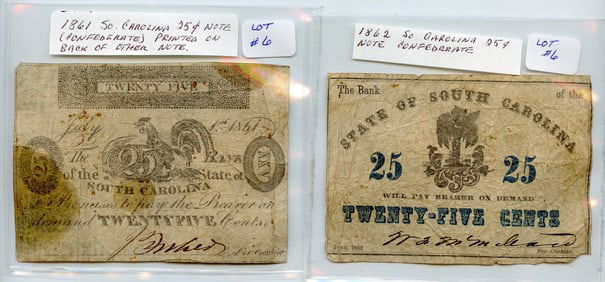 1861 SO. CAROLINA 25¢ NOTE
(CONFEDERATE) PRINTED ON
BACK OF OTHER NOTE.
LOT
#6
TWENTY FIVE
July 1st 1861
25
The BANK
of the State of
SOUTH CAROLINA
Promises to pay the Bearer on
demand TWENTY FIVE Cents.
1862 SO. CAROLINA 25¢
NOTE CONFEDERATE
LOT
#6
The Bank of the
STATE OF SOUTH CAROLINA
25 25
WILL PAY BEARER ON DEMAND
TWENTY-FIVE CENTS
JUNE, 1862
For Cashier.